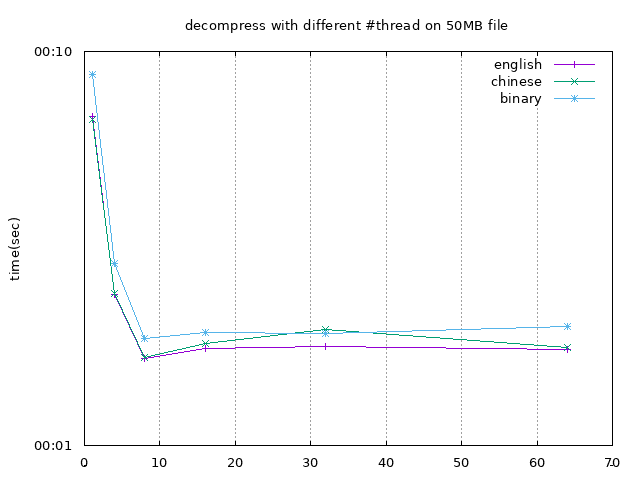 decompress with different #thread on 50MB file
00:10
english
chinese
binary
time(sec)
00:01
0 10 20 30 40 50 60 70